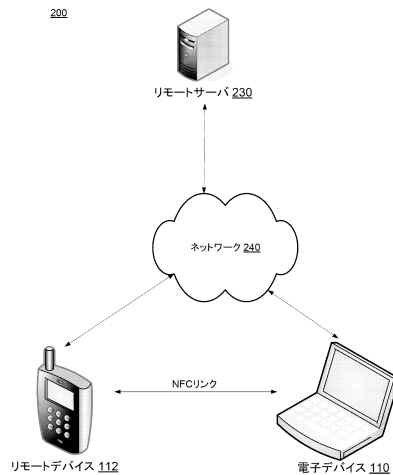 200
リモートサーバ 230
ネットワーク 240
NFCリンク
リモートデバイス 112
電子デバイス 110